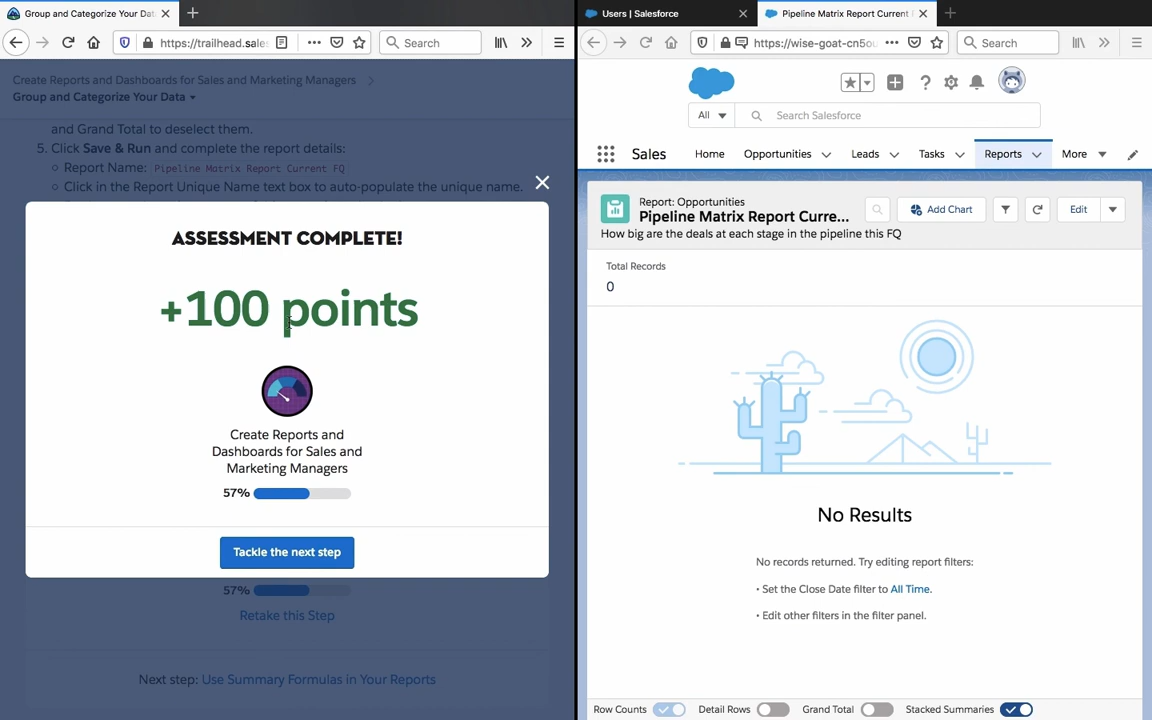 Group and Categorize Your Dat
https://trailhead.sale
Search
Create Reports and Dashboards for Sales and Marketing Managers
Group and Categorize Your Data
and Grand Total to deselect them.
5. Click Save & Run and complete the report details:
Report Name: Pipeline Matrix Report Current FQ
Click in the Report Unique Name text box to auto-populate the unique name.
ASSESSMENT COMPLETE!
+100 points
Create Reports and
Dashboards for Sales and
Marketing Managers
57%
Tackle the next step
57%
Retake this Step
Next step: Use Summary Formulas in Your Reports
Users | Salesforce
Pipeline Matrix Report Current
https://wise-goat-cn5ou
Search
All
Search Salesforce
Sales
Home
Opportunities
Leads
Tasks
Reports
More
Report: Opportunities
Pipeline Matrix Report Curre...
Add Chart
Edit
How big are the deals at each stage in the pipeline this FQ
Total Records
0
No Results
No records returned. Try editing report filters:
• Set the Close Date filter to All Time.
• Edit other filters in the filter panel.
Row Counts
Detail Rows
Grand Total
Stacked Summaries